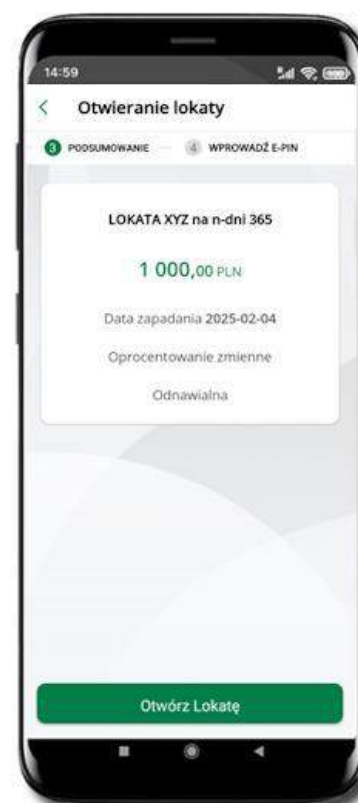 14:59
Otwieranie lokaty
3 PODSUMOWANIE 4 WPROWADŹ E-PIN
LOKATA XYZ na n-dni 365
1 000,00 PLN
Data zapadania 2025-02-04
Oprocentowanie zmienne
Odnawialna
Otwórz Lokatę